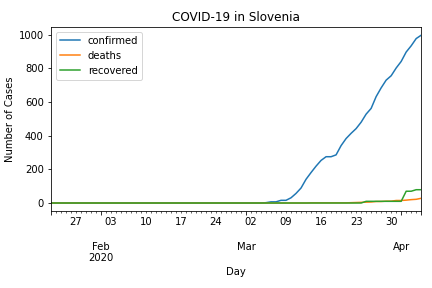 COVID-19 in Slovenia
confirmed
deaths
recovered
Number of Cases
1000
800
600
400
200
0
27 03 10 17 24 02 09 16 23 30
Feb Mar Apr
2020
Day